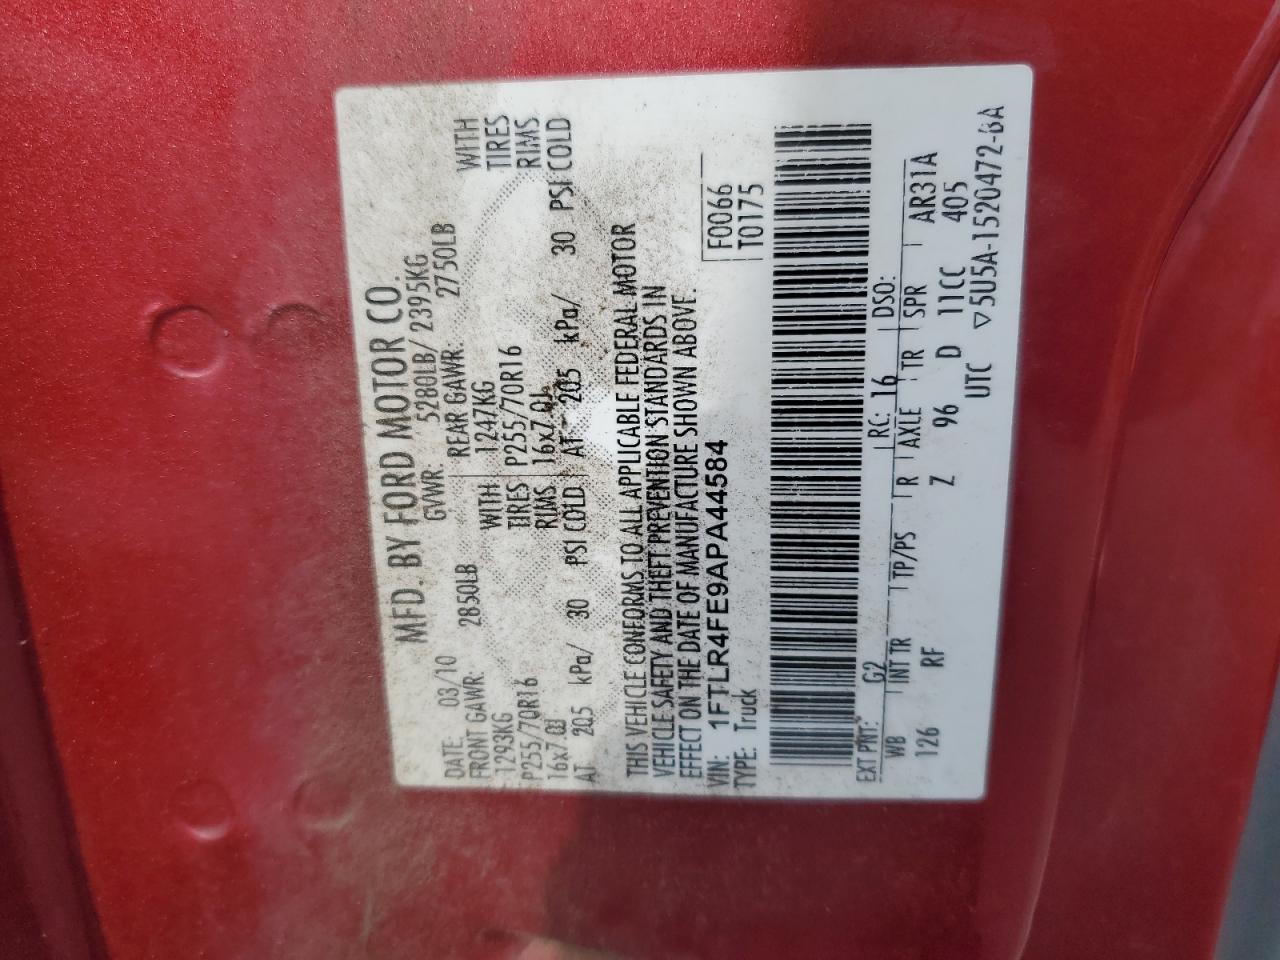 MFD. BY FORD MOTOR CO.
DATE: 03/10 GVWR: 5280LB/ 2395KG
FRONT GAWR: 2850LB REAR GAWR: 2750LB
1293KG WITH 1247KG WITH
P255/70R16 TIRES P255/70R16 TIRES
16x7.0J RIMS 16x7.0J RIMS
AT 205 kPa/ 30 PSI COLD AT 205 kPa/ 30 PSI COLD
THIS VEHICLE CONFORMS TO ALL APPLICABLE FEDERAL MOTOR
VEHICLE SAFETY AND THEFT PREVENTION STANDARDS IN
EFFECT ON THE DATE OF MANUFACTURE SHOWN ABOVE.
VIN: 1FTLR4FE9APA44584 F0066
TYPE: Truck T0175
EXT PNT: G2 RC: 16 DSO:
WB INT TR TP/PS R AXLE TR SPR AR31A
126 RF Z 96 D 11CC 405
UTC ▽5U5A-1520472-BA